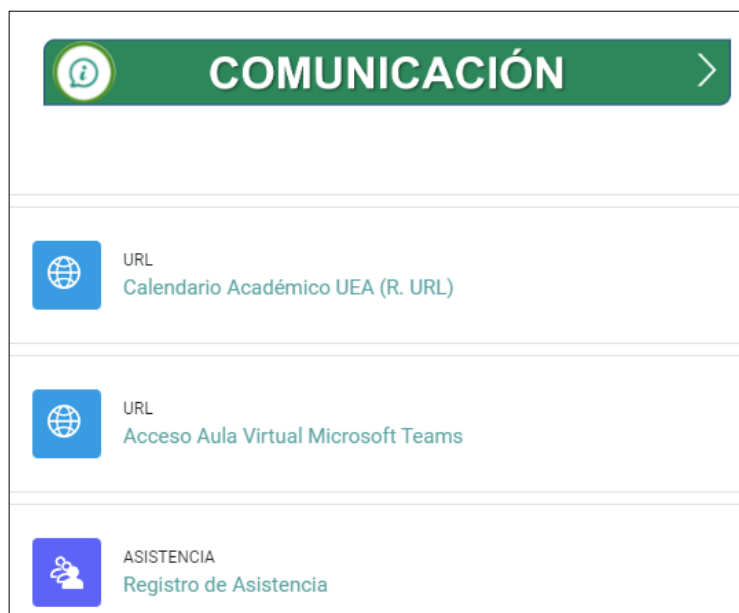 COMUNICACIÓN
URL
Calendario Académico UEA (R. URL)
URL
Acceso Aula Virtual Microsoft Teams
ASISTENCIA
Registro de Asistencia